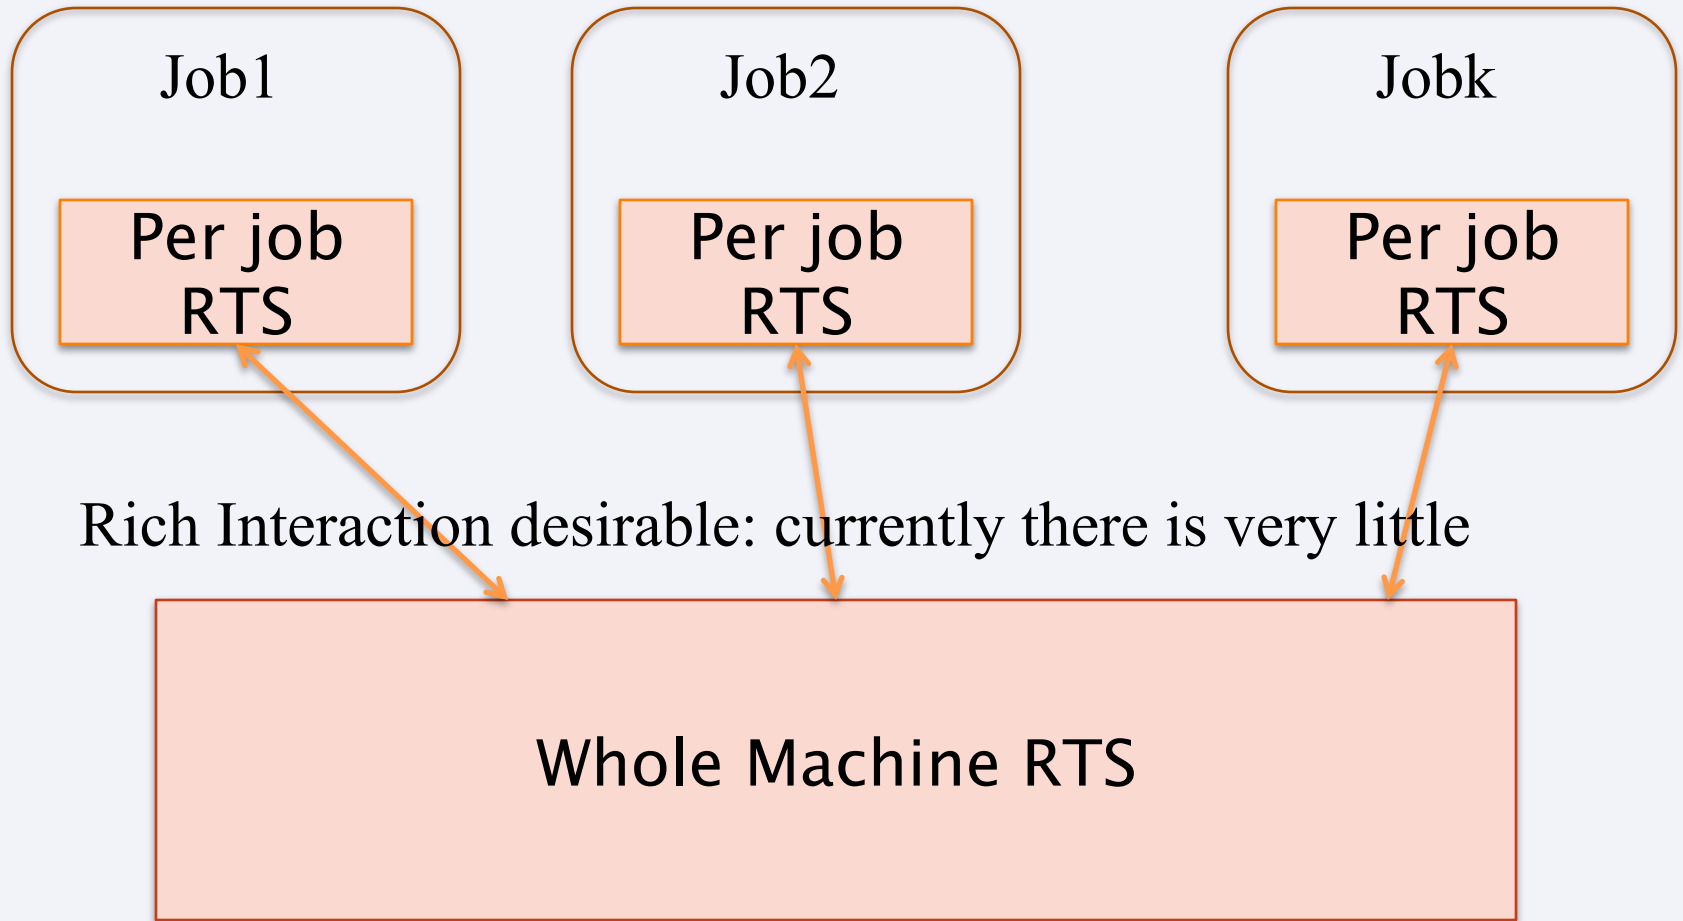 Job1
Job2
Jobk
Per job
RTS
Per job
RTS
Per job
RTS
Rich Interaction desirable: currently there is very little
Whole Machine RTS